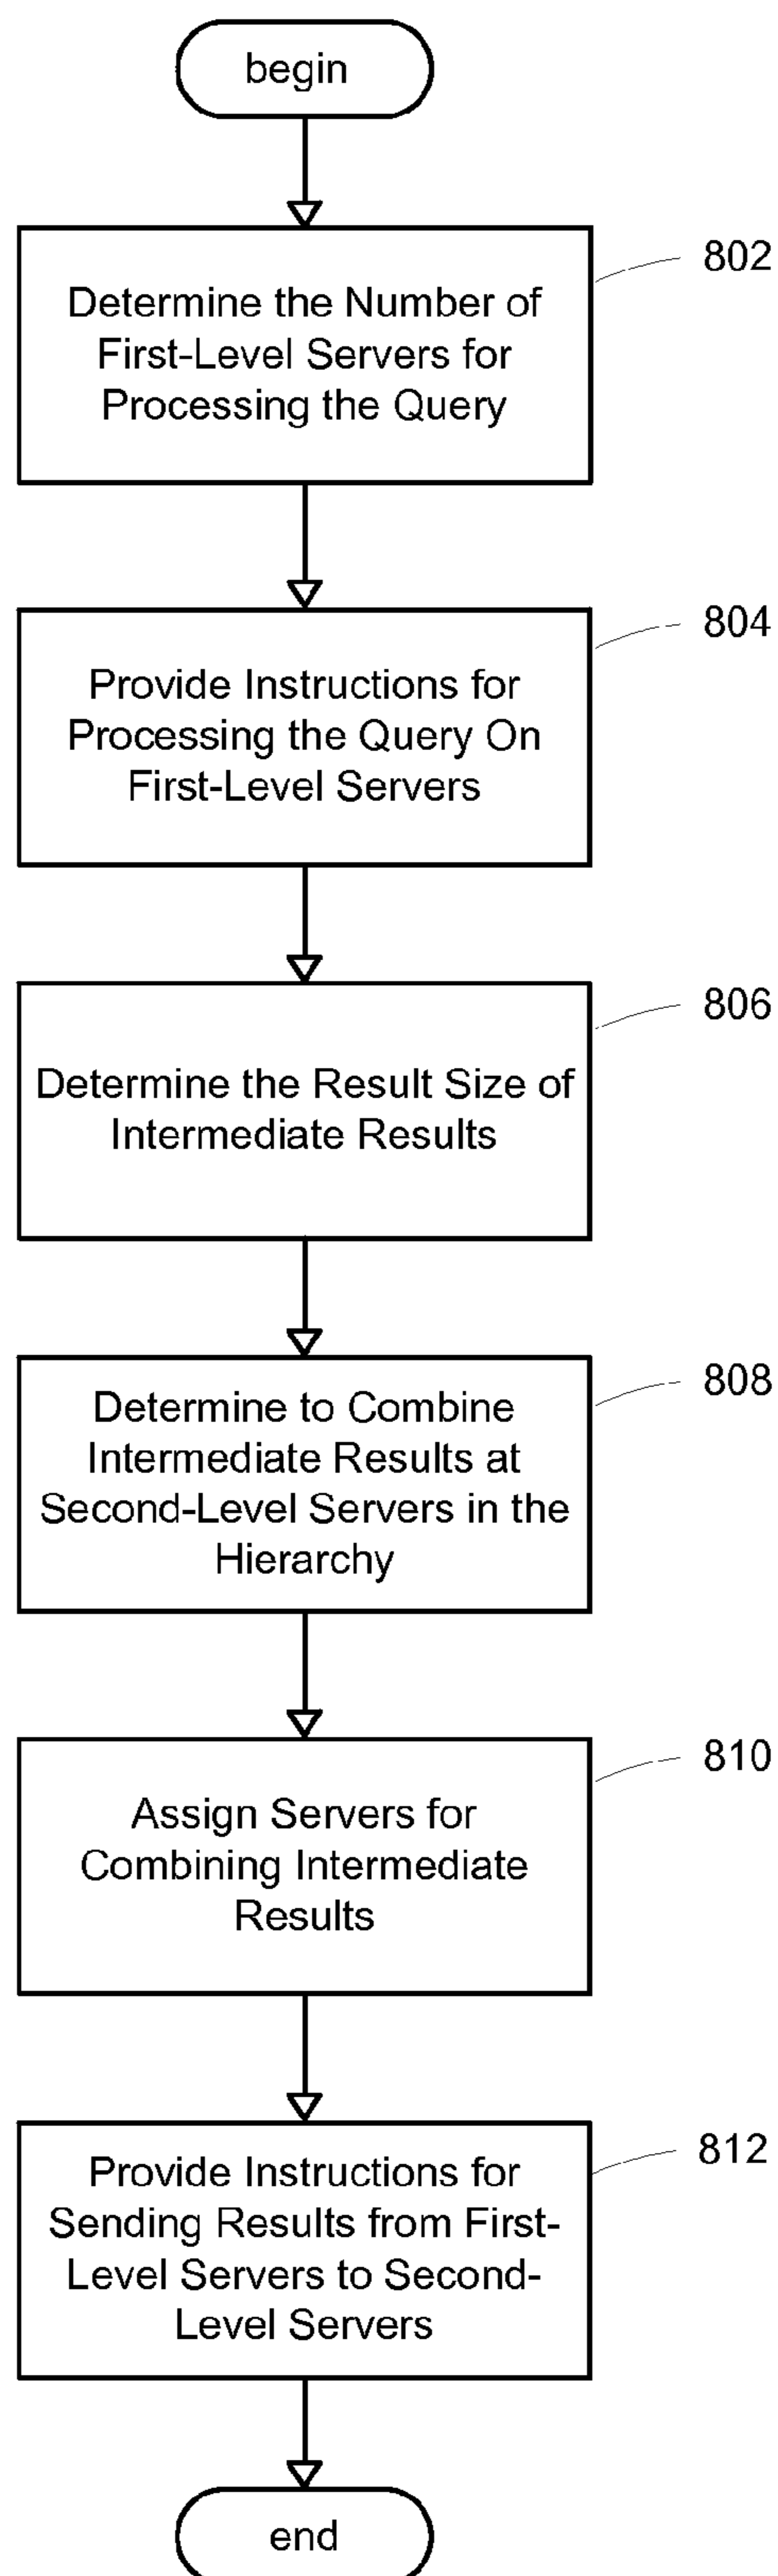 begin
802
Determine the Number of
First-Level Servers for
Processing the Query
804
Provide Instructions for
Processing the Query On
First-Level Servers
806
Determine the Result Size of
Intermediate Results
808
Determine to Combine
Intermediate Results at
Second-Level Servers in the
Hierarchy
810
Assign Servers for
Combining Intermediate
Results
812
Provide Instructions for
Sending Results from First-
Level Servers to Second-
Level Servers
end